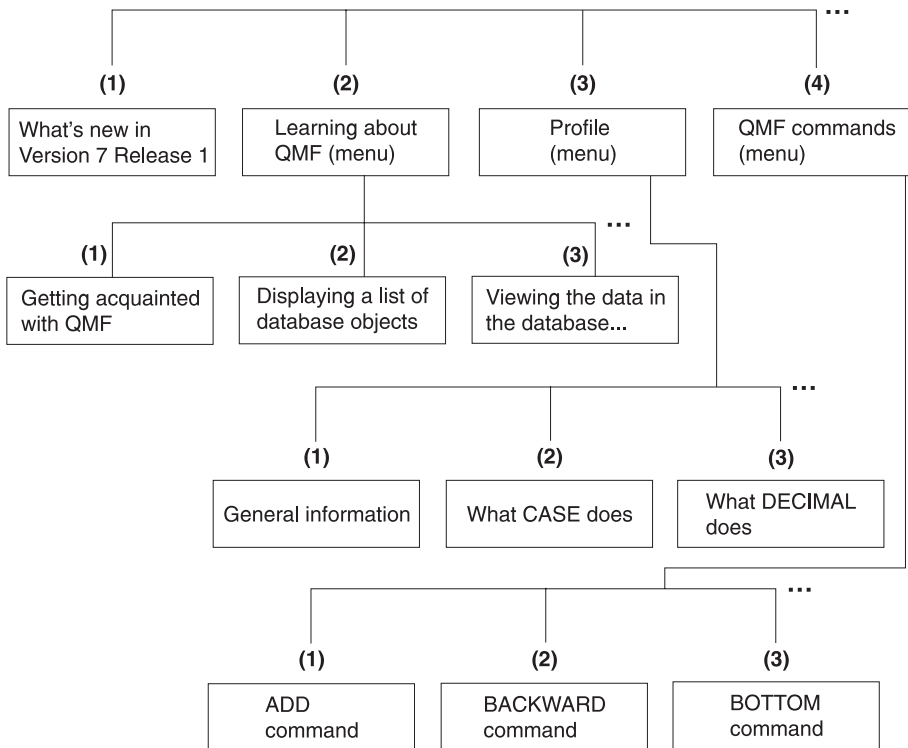 ...
(1) (2) (3) (4)
What's new in
Version 7 Release 1
Learning about
QMF (menu)
Profile
(menu)
QMF commands
(menu)
...
(1) (2) (3)
Getting acquainted
with QMF
Displaying a list of
database objects
Viewing the data in
the database...
...
(1) (2) (3)
General information
What CASE does
What DECIMAL
does
...
(1) (2) (3)
ADD
command
BACKWARD
command
BOTTOM
command